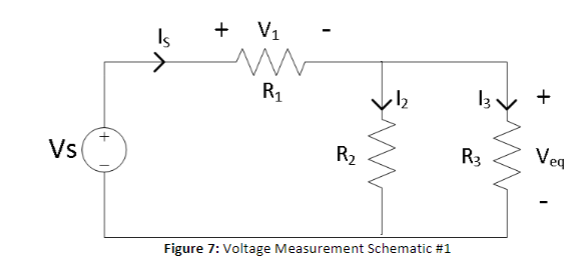 + V1 -
Is
R1
I2
I3
+
Vs
+
-
R2
R3
Veq
-
Figure 7: Voltage Measurement Schematic #1